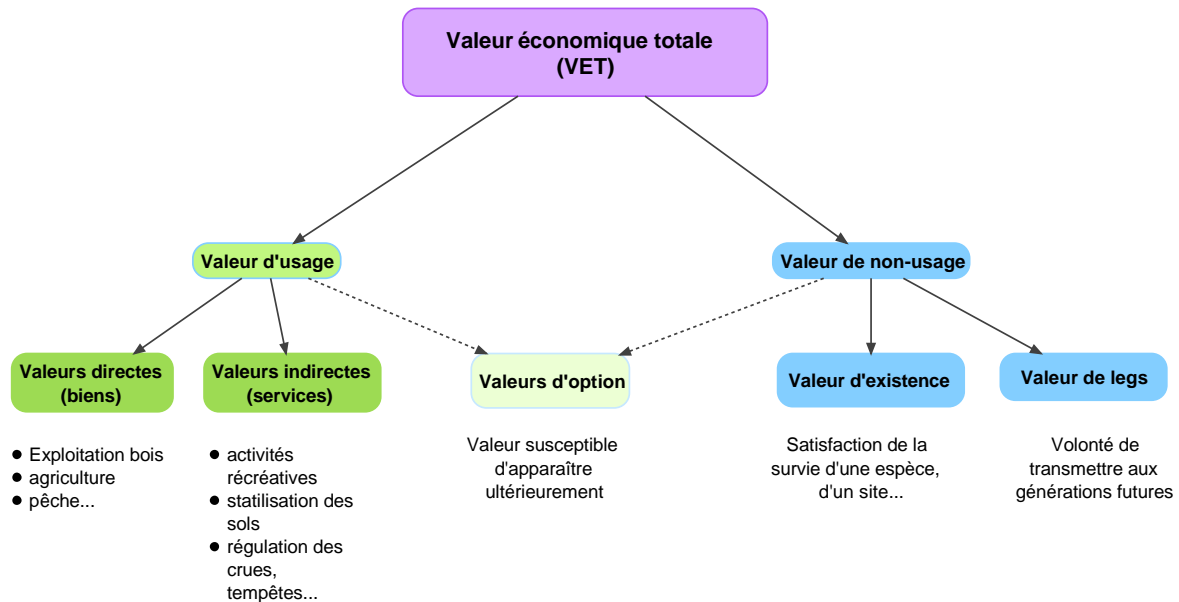 Valeur économique totale
(VET)
Valeur d'usage
Valeur de non-usage
Valeurs directes
(biens)
Valeurs indirectes
(services)
Valeurs d'option
Valeur d'existence
Valeur de legs
● Exploitation bois
● agriculture
● pêche...
● activités
récréatives
● statilisation des
sols
● régulation des
crues,
tempêtes...
Valeur susceptible
d'apparaître
ultérieurement
Satisfaction de la
survie d'une espèce,
d'un site...
Volonté de
transmettre aux
générations futures